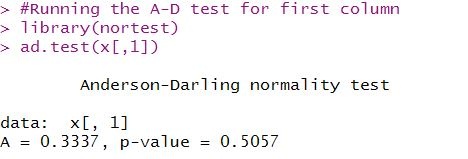 > #Running the A-D test for first column
> library(nortest)
> ad.test(x[,1])
Anderson-Darling normality test
data:  x[, 1]
A = 0.3337, p-value = 0.5057